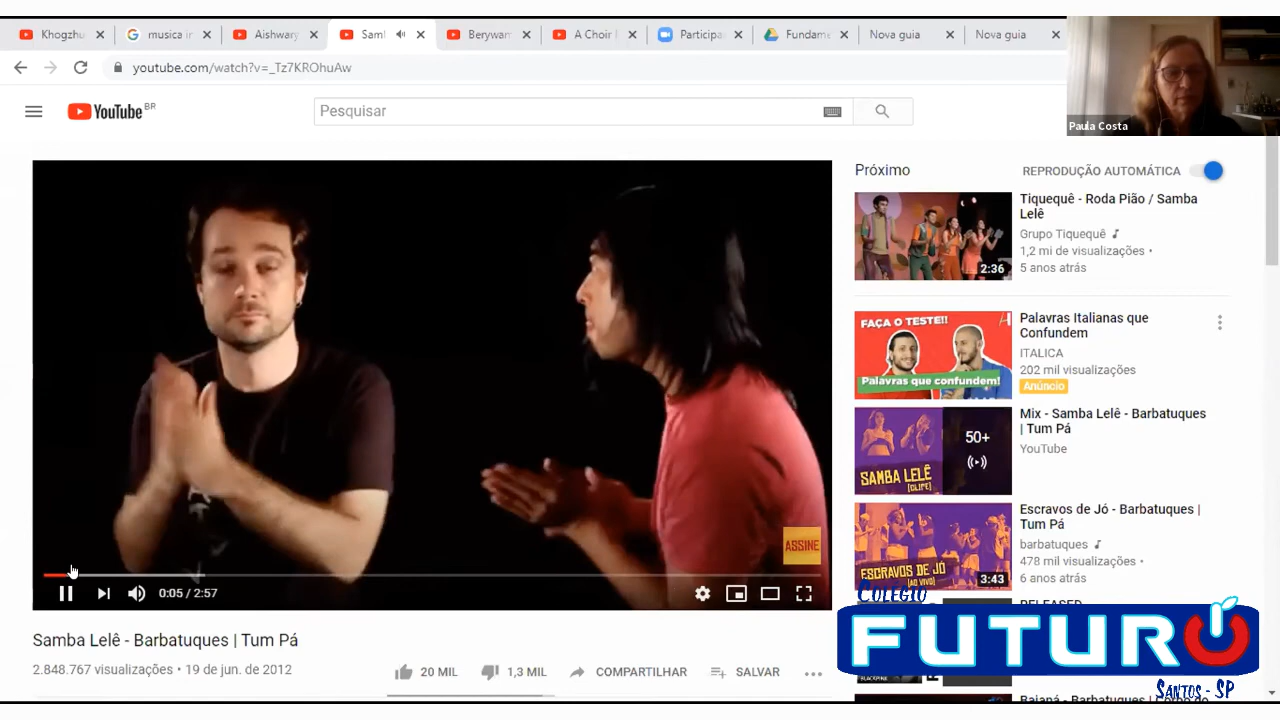 Khogzhu
musica in
Aishwary
Samb
Berywam
A Choir I
Participa
Fundame
Nova guia
Nova guia
youtube.com/watch?v=_Tz7KROhuAw
Paula Costa
YouTube BR
Pesquisar
ASSINE
0:05 / 2:57
Samba Lelê - Barbatuques | Tum Pá
2.848.767 visualizações • 19 de jun. de 2012
20 MIL
1,3 MIL
COMPARTILHAR
SALVAR
Próximo
REPRODUÇÃO AUTOMÁTICA
2:36
Tiquequê - Roda Pião / Samba
Lelê
Grupo Tiquequê
1,2 mi de visualizações •
5 anos atrás
FAÇA O TESTE!!
Palavras que confundem!
Palavras Italianas que
Confundem
ITALICA
202 mil visualizações
Anúncio
SAMBA LELÊ
(CLIPE)
50+
Mix - Samba Lelê - Barbatuques
| Tum Pá
YouTube
ESCRAVOS DE JÓ
(AO VIVO)
3:43
Escravos de Jó - Barbatuques |
Tum Pá
barbatuques
478 mil visualizações •
6 anos atrás
COLÉGIO
FUTURO
SANTOS - SP